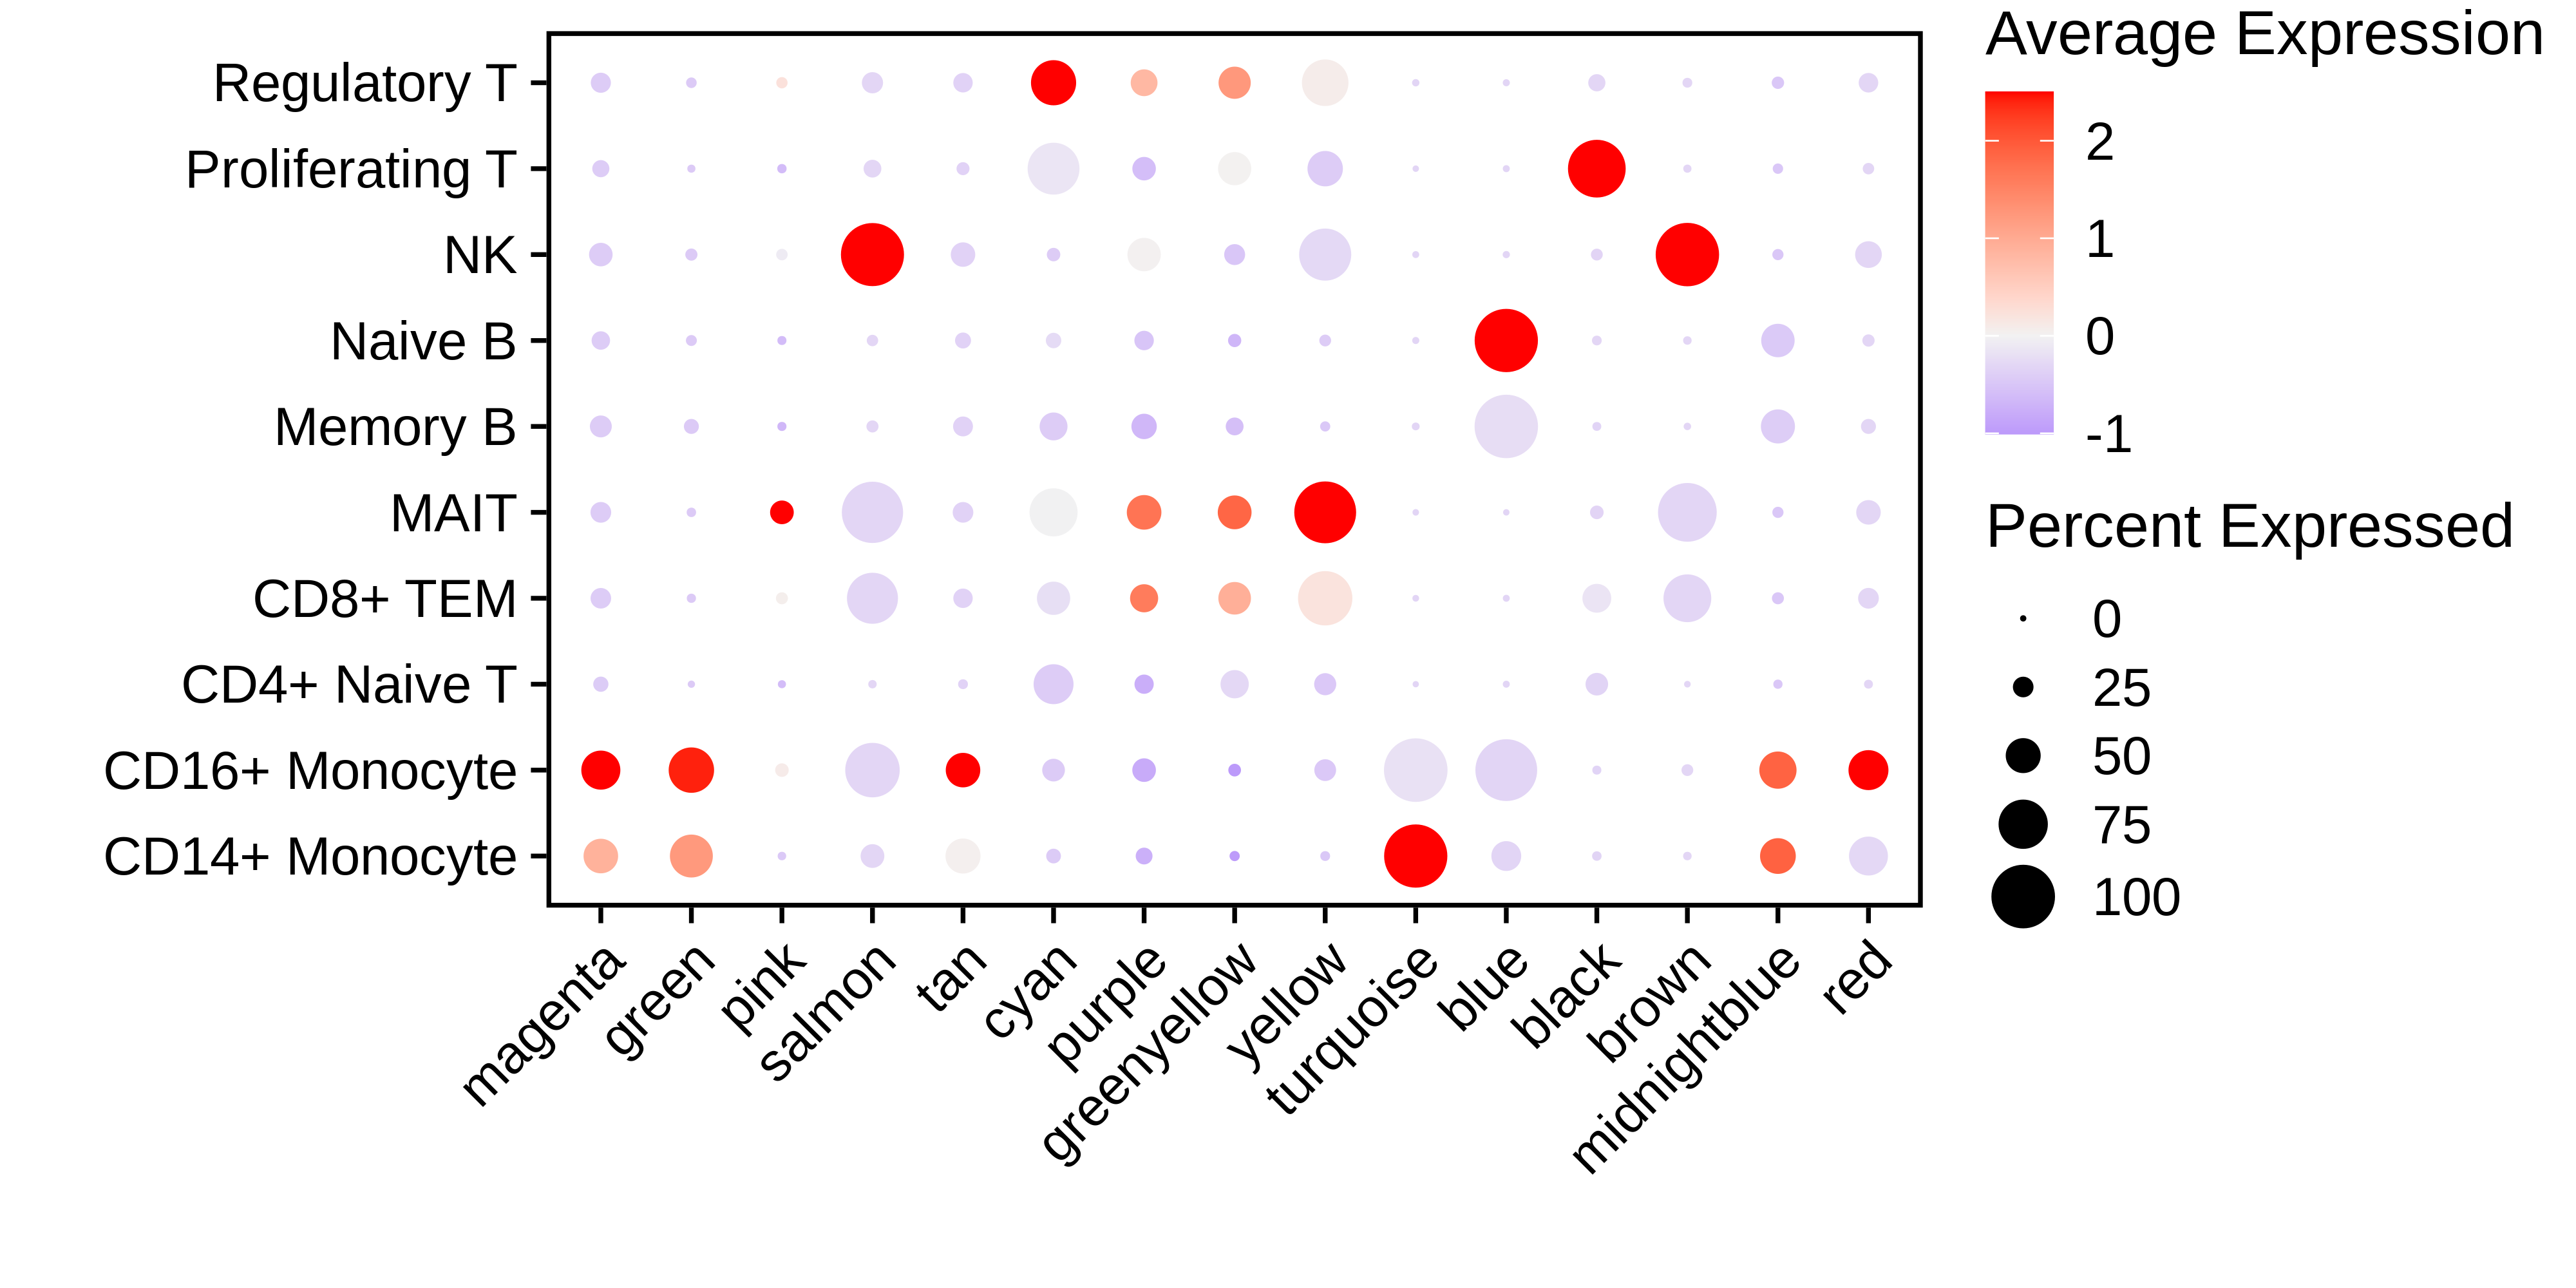 Regulatory T
Proliferating T
NK
Naive B
Memory B
MAIT
CD8+ TEM
CD4+ Naive T
CD16+ Monocyte
CD14+ Monocyte
magenta
green
pink
salmon
tan
cyan
purple
greenyellow
yellow
turquoise
blue
black
brown
midnightblue
red
Average Expression
2
1
0
-1
Percent Expressed
0
25
50
75
100